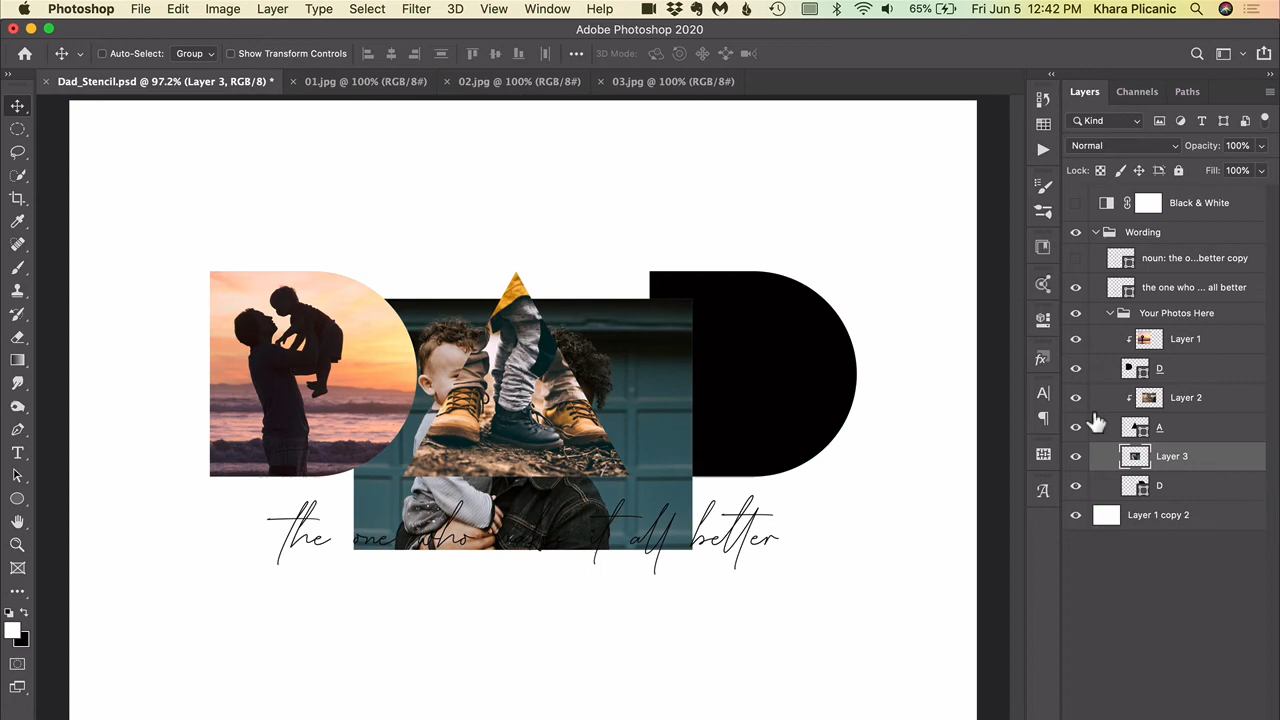 Photoshop File Edit Image Layer Type Select Filter 3D View Window Help 65% Fri Jun 5 12:42 PM Khara Plicanic
Adobe Photoshop 2020
Auto-Select: Group Show Transform Controls 3D Mode:
Dad_Stencil.psd @ 97.2% (Layer 3, RGB/8) * 01.jpg @ 100% (RGB/8#) 02.jpg @ 100% (RGB/8#) 03.jpg @ 100% (RGB/8#)
Layers Channels Paths
Kind
Normal Opacity: 100%
Lock: Fill: 100%
Black & White
Wording
noun: the o...better copy
the one who ... all better
Your Photos Here
Layer 1
D
Layer 2
A
Layer 3
D
Layer 1 copy 2
the one who it all better